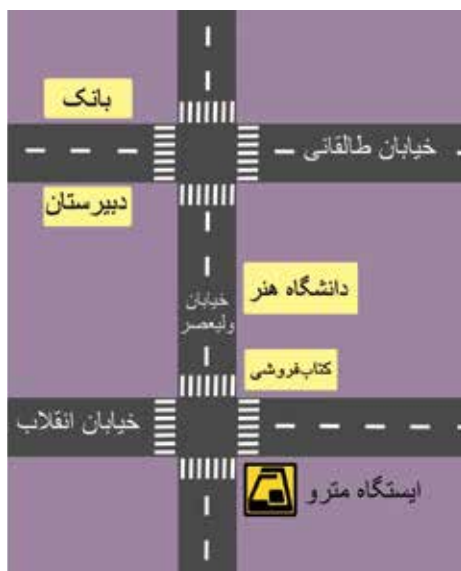 بانک
خیابان طالقانی
دبیرستان
دانشگاه هنر
خیابان
ولیعصر
کتاب‌فروشی
خیابان انقلاب
ایستگاه مترو